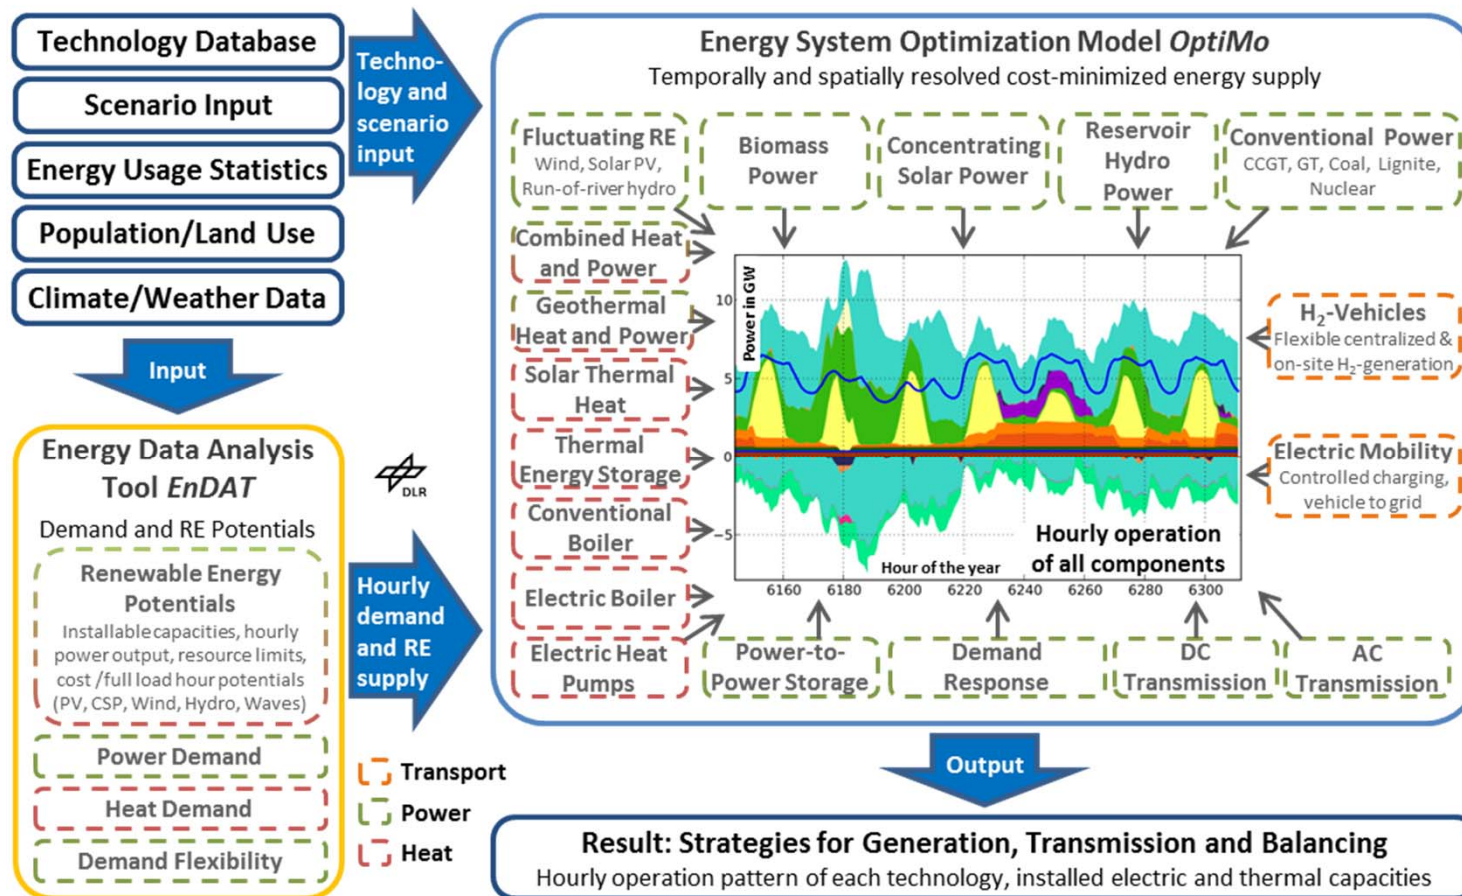 Technology Database
Scenario Input
Energy Usage Statistics
Population/Land Use
Climate/Weather Data
Techno-
logy and
scenario
input
Input
Energy Data Analysis
Tool EnDAT
Demand and RE Potentials
Renewable Energy
Potentials
Installable capacities, hourly
power output, resource limits,
cost /full load hour potentials
(PV, CSP, Wind, Hydro, Waves)
Power Demand
Heat Demand
Demand Flexibility
DLR
Hourly
demand
and RE
supply
Transport
Power
Heat
Energy System Optimization Model OptiMo
Temporally and spatially resolved cost-minimized energy supply
Fluctuating RE
Wind, Solar PV,
Run-of-river hydro
Biomass
Power
Concentrating
Solar Power
Reservoir
Hydro
Power
Conventional Power
CCGT, GT, Coal, Lignite,
Nuclear
Combined Heat
and Power
Geothermal
Heat and Power
Solar Thermal
Heat
Thermal
Energy Storage
Conventional
Boiler
Electric Boiler
Electric Heat
Pumps
Power in GW
10
5
0
−5
Hour of the year
Hourly operation
of all components
6160 6180 6200 6220 6240 6260 6280 6300
H₂-Vehicles
Flexible centralized &
on-site H₂-generation
Electric Mobility
Controlled charging,
vehicle to grid
Power-to-
Power Storage
Demand
Response
DC
Transmission
AC
Transmission
Output
Result: Strategies for Generation, Transmission and Balancing
Hourly operation pattern of each technology, installed electric and thermal capacities